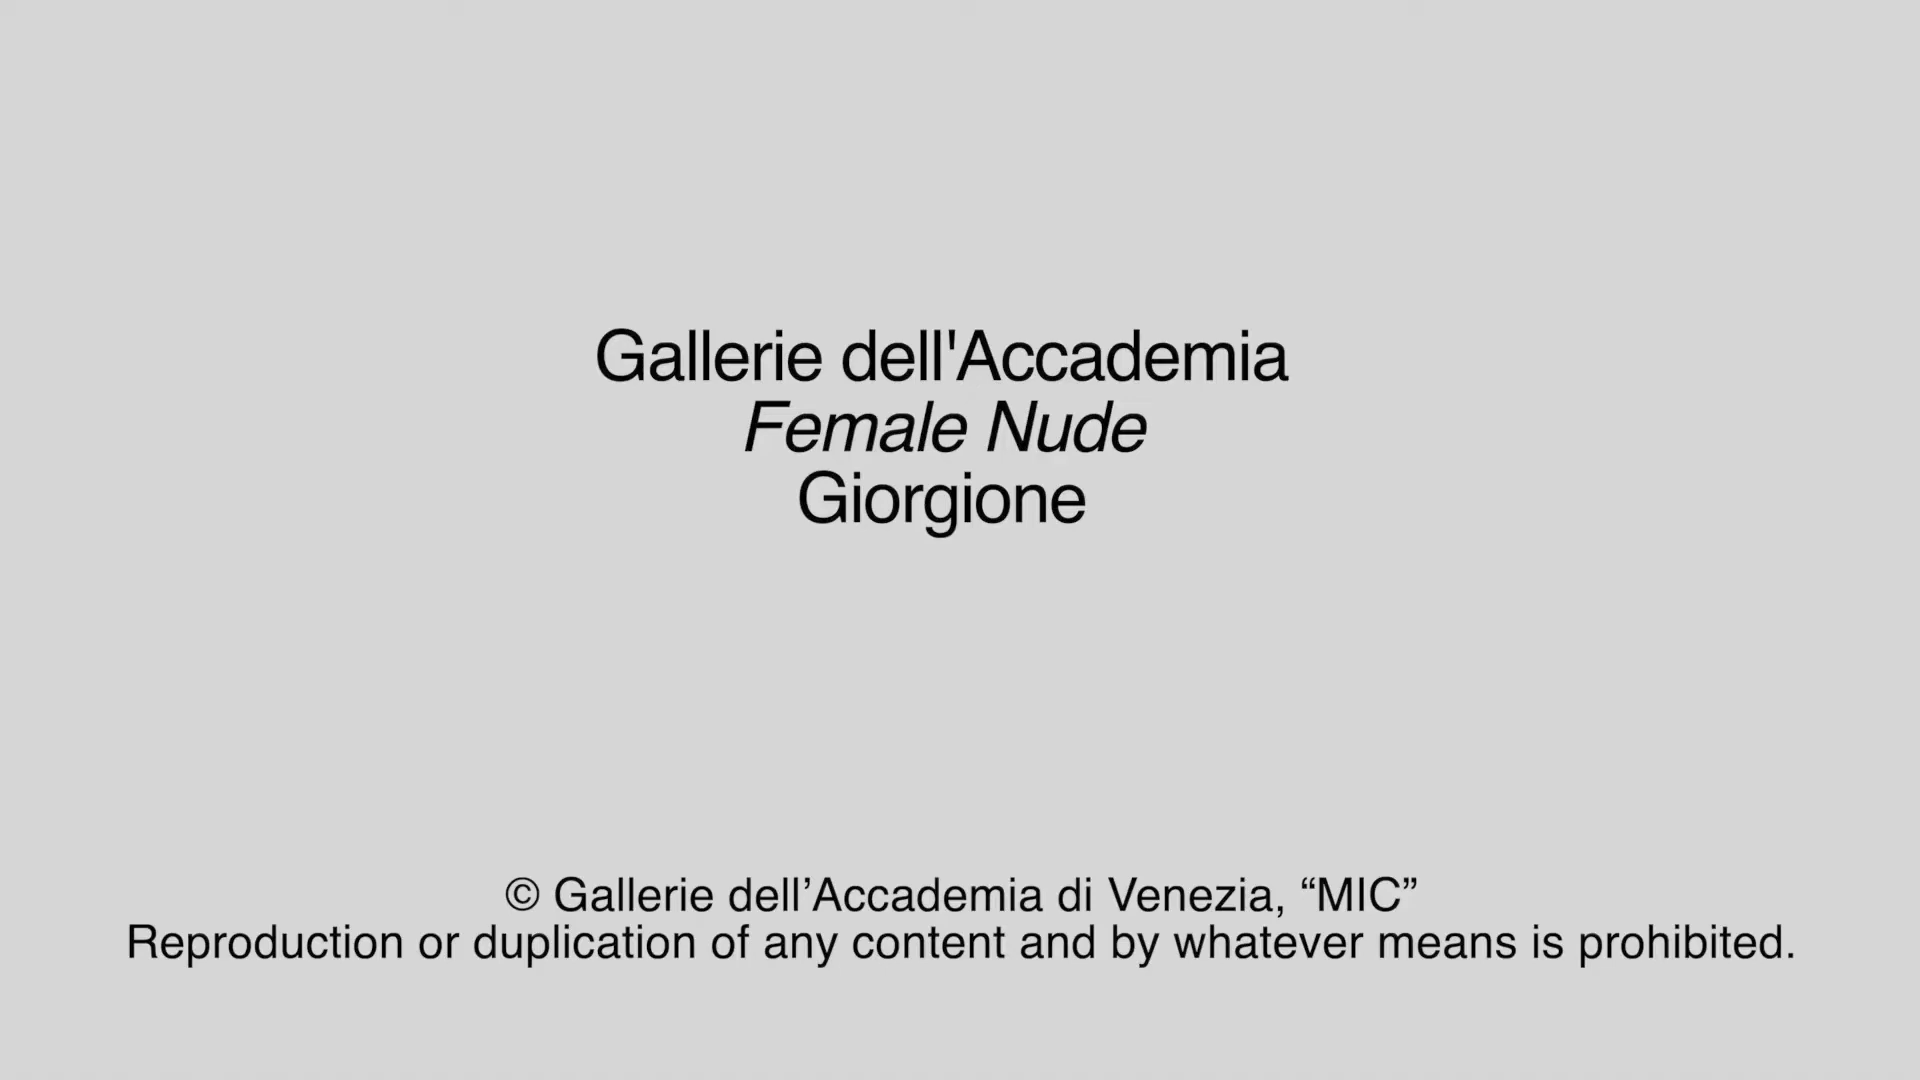 Gallerie dell'Accademia
Female Nude
Giorgione
© Gallerie dell’Accademia di Venezia, “MIC”
Reproduction or duplication of any content and by whatever means is prohibited.